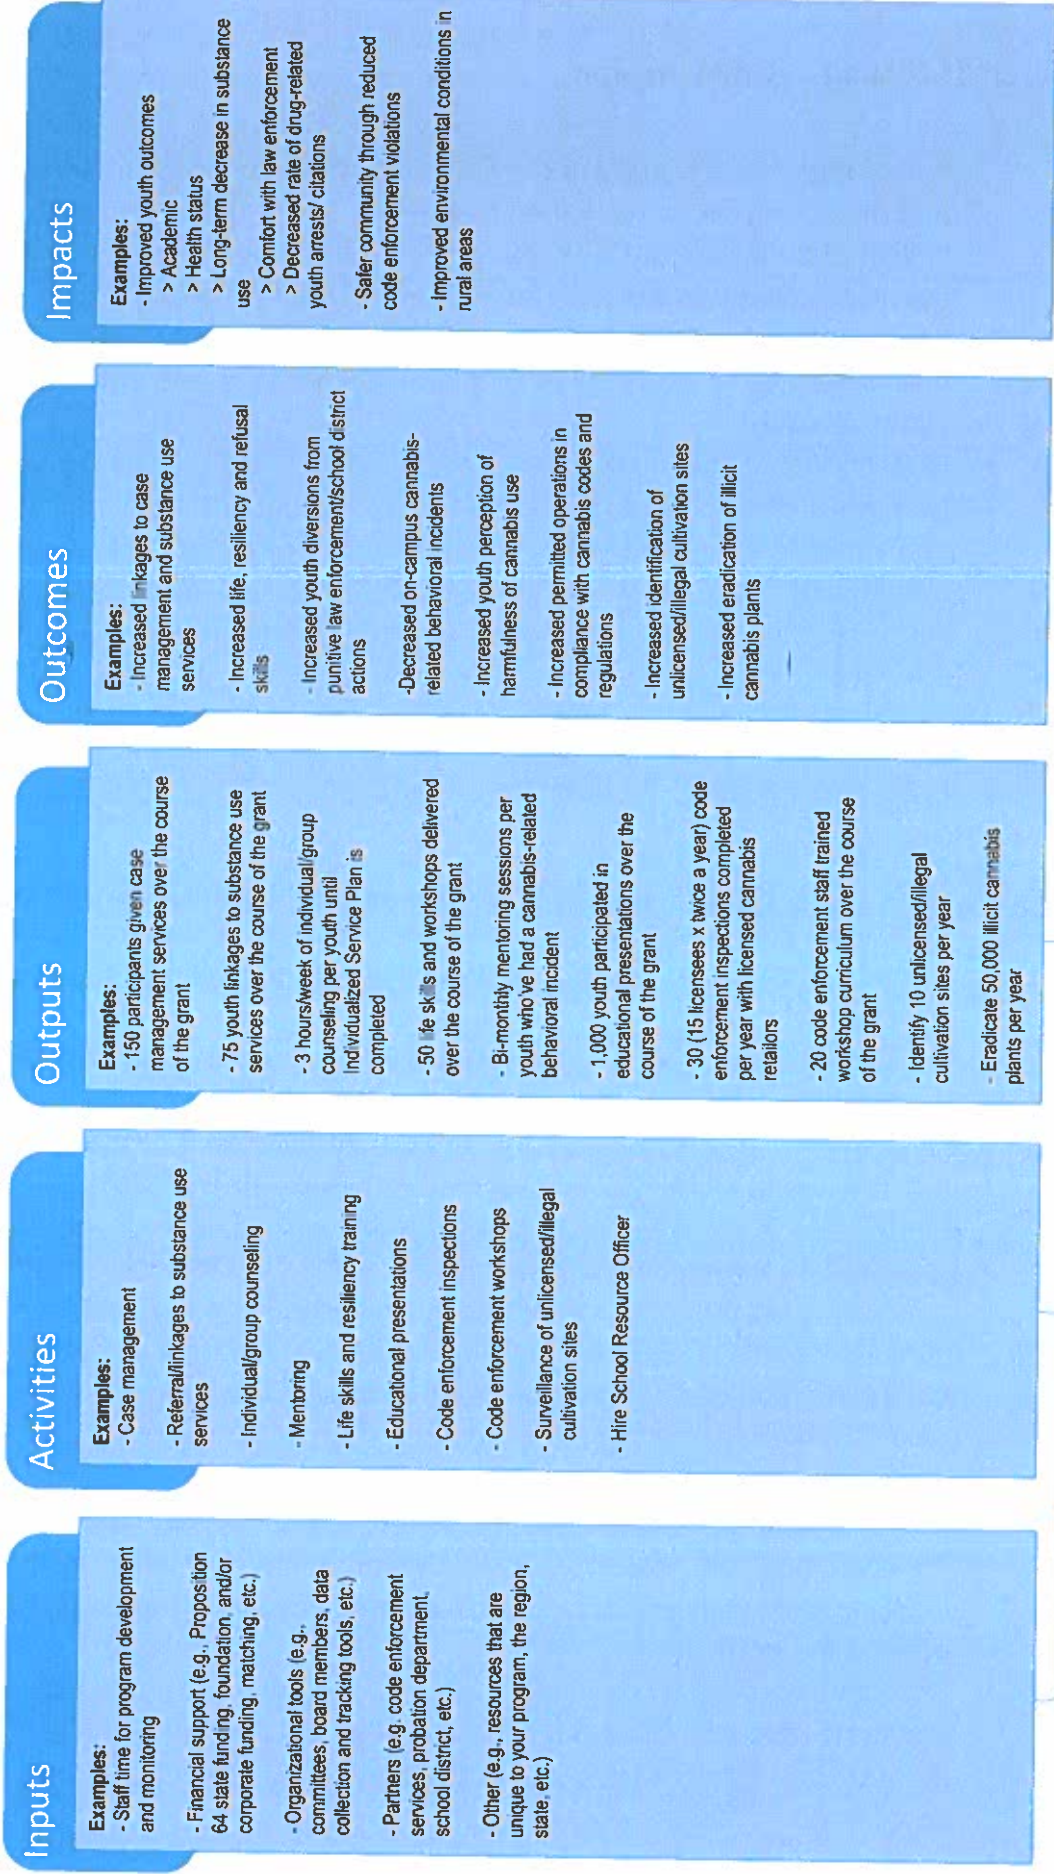 Inputs
Examples:
- Staff time for program development
and monitoring
- Financial support (e.g., Proposition
64 state funding, foundation, and/or
corporate funding, matching, etc.)
- Organizational tools (e.g.,
committees, board members, data
collection and tracking tools, etc.)
- Partners (e.g. code enforcement
services, probation department,
school district, etc.)
- Other (e.g., resources that are
unique to your program, the region,
state, etc.)
Activities
Examples:
- Case management
- Referral/linkages to substance use
services
- Individual/group counseling
- Mentoring
- Life skills and resiliency training
- Educational presentations
- Code enforcement inspections
- Code enforcement workshops
- Surveillance of unlicensed/illegal
cultivation sites
- Hire School Resource Officer
Outputs
Examples:
- 150 participants given case
management services over the course
of the grant
- 75 youth linkages to substance use
services over the course of the grant
- 3 hours/week of individual/group
counseling per youth until
Individualized Service Plan is
completed
- 50 life skills and workshops delivered
over the course of the grant
- Bi-monthly mentoring sessions per
youth who've had a cannabis-related
behavioral incident
- 1,000 youth participated in
educational presentations over the
course of the grant
- 30 (15 licensees x twice a year) code
enforcement inspections completed
per year with licensed cannabis
retailors
- 20 code enforcement staff trained
workshop curriculum over the course
of the grant
- Identify 10 unlicensed/illegal
cultivation sites per year
- Eradicate 50,000 illicit cannabis
plants per year
Outcomes
Examples:
- Increased linkages to case
management and substance use
services
- Increased life, resiliency and refusal
skills
- Increased youth diversions from
punitive law enforcement/school district
actions
-Decreased on-campus cannabis-
related behavioral incidents
- Increased youth perception of
harmfulness of cannabis use
- Increased permitted operations in
compliance with cannabis codes and
regulations
- Increased identification of
unlicensed/illegal cultivation sites
- Increased eradication of illicit
cannabis plants
Impacts
Examples:
- Improved youth outcomes
> Academic
> Health status
> Long-term decrease in substance
use
> Comfort with law enforcement
> Decreased rate of drug-related
youth arrests/ citations
- Safer community through reduced
code enforcement violations
- Improved environmental conditions in
rural areas